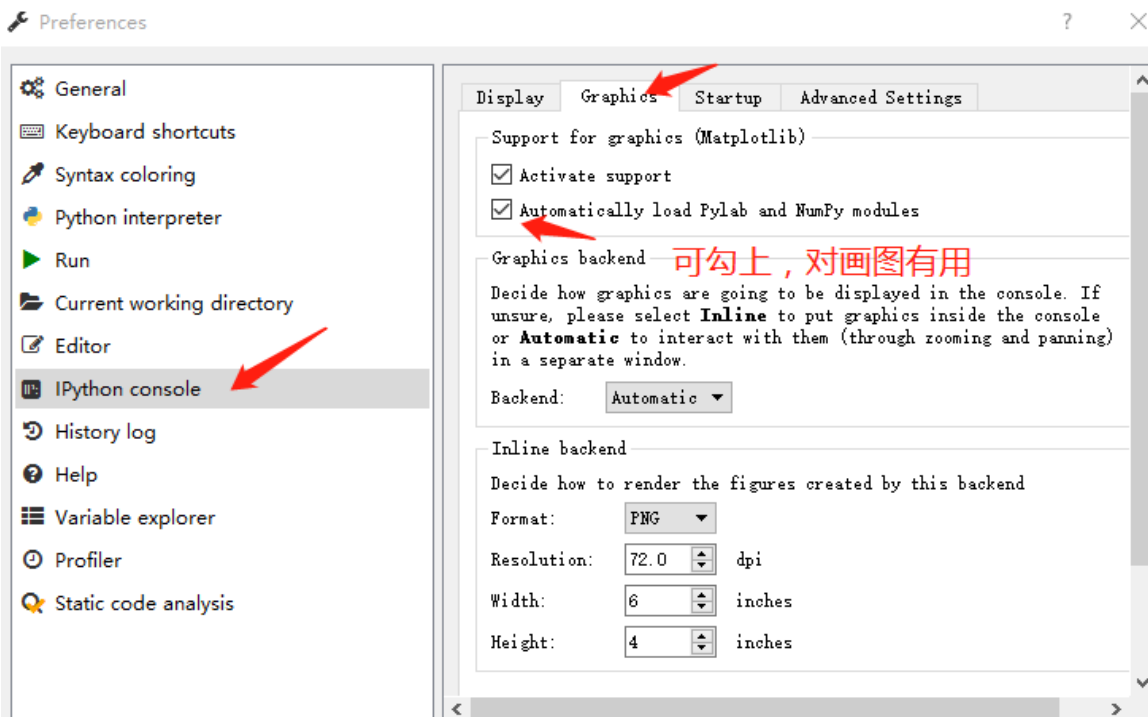 Preferences
General
Keyboard shortcuts
Syntax coloring
Python interpreter
Run
Current working directory
Editor
IPython console
History log
Help
Variable explorer
Profiler
Static code analysis
Display Graphics Startup Advanced Settings
Support for graphics (Matplotlib)
Activate support
Automatically load Pylab and NumPy modules
可勾上，对画图有用
Graphics backend
Decide how graphics are going to be displayed in the console. If
unsure, please select Inline to put graphics inside the console
or Automatic to interact with them (through zooming and panning)
in a separate window.
Backend: Automatic
Inline backend
Decide how to render the figures created by this backend
Format: PNG
Resolution: 72.0 dpi
Width: 6 inches
Height: 4 inches